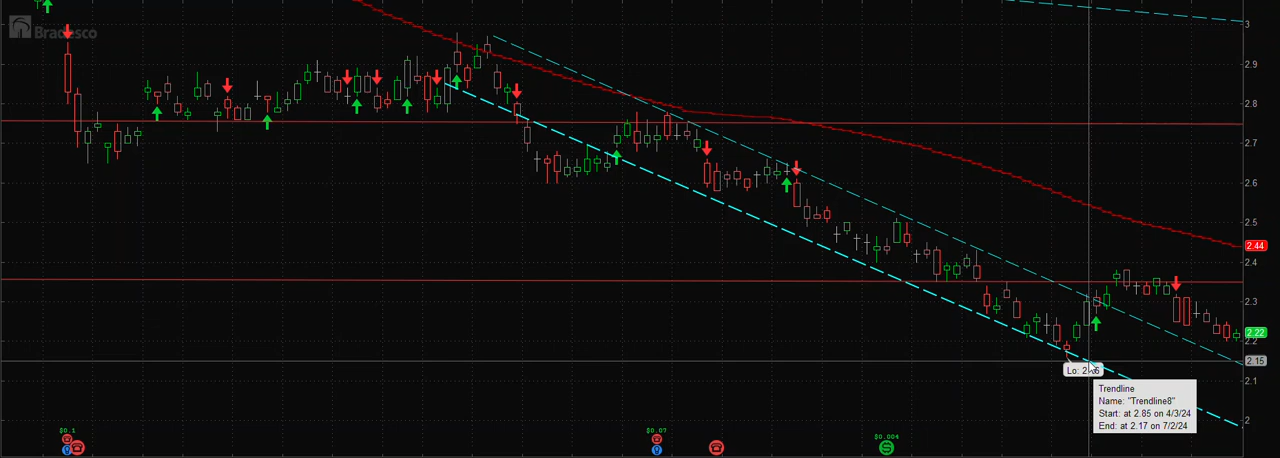 Bradesco
3
2.9
2.8
2.7
2.6
2.5
2.44
2.4
2.3
2.22
2.2
2.15
2.1
2
Trendline
Name: "Trendline8"
Start: at 2.85 on 4/3/24
End: at 2.17 on 7/2/24
$0.1
$0.07
$0.004
S